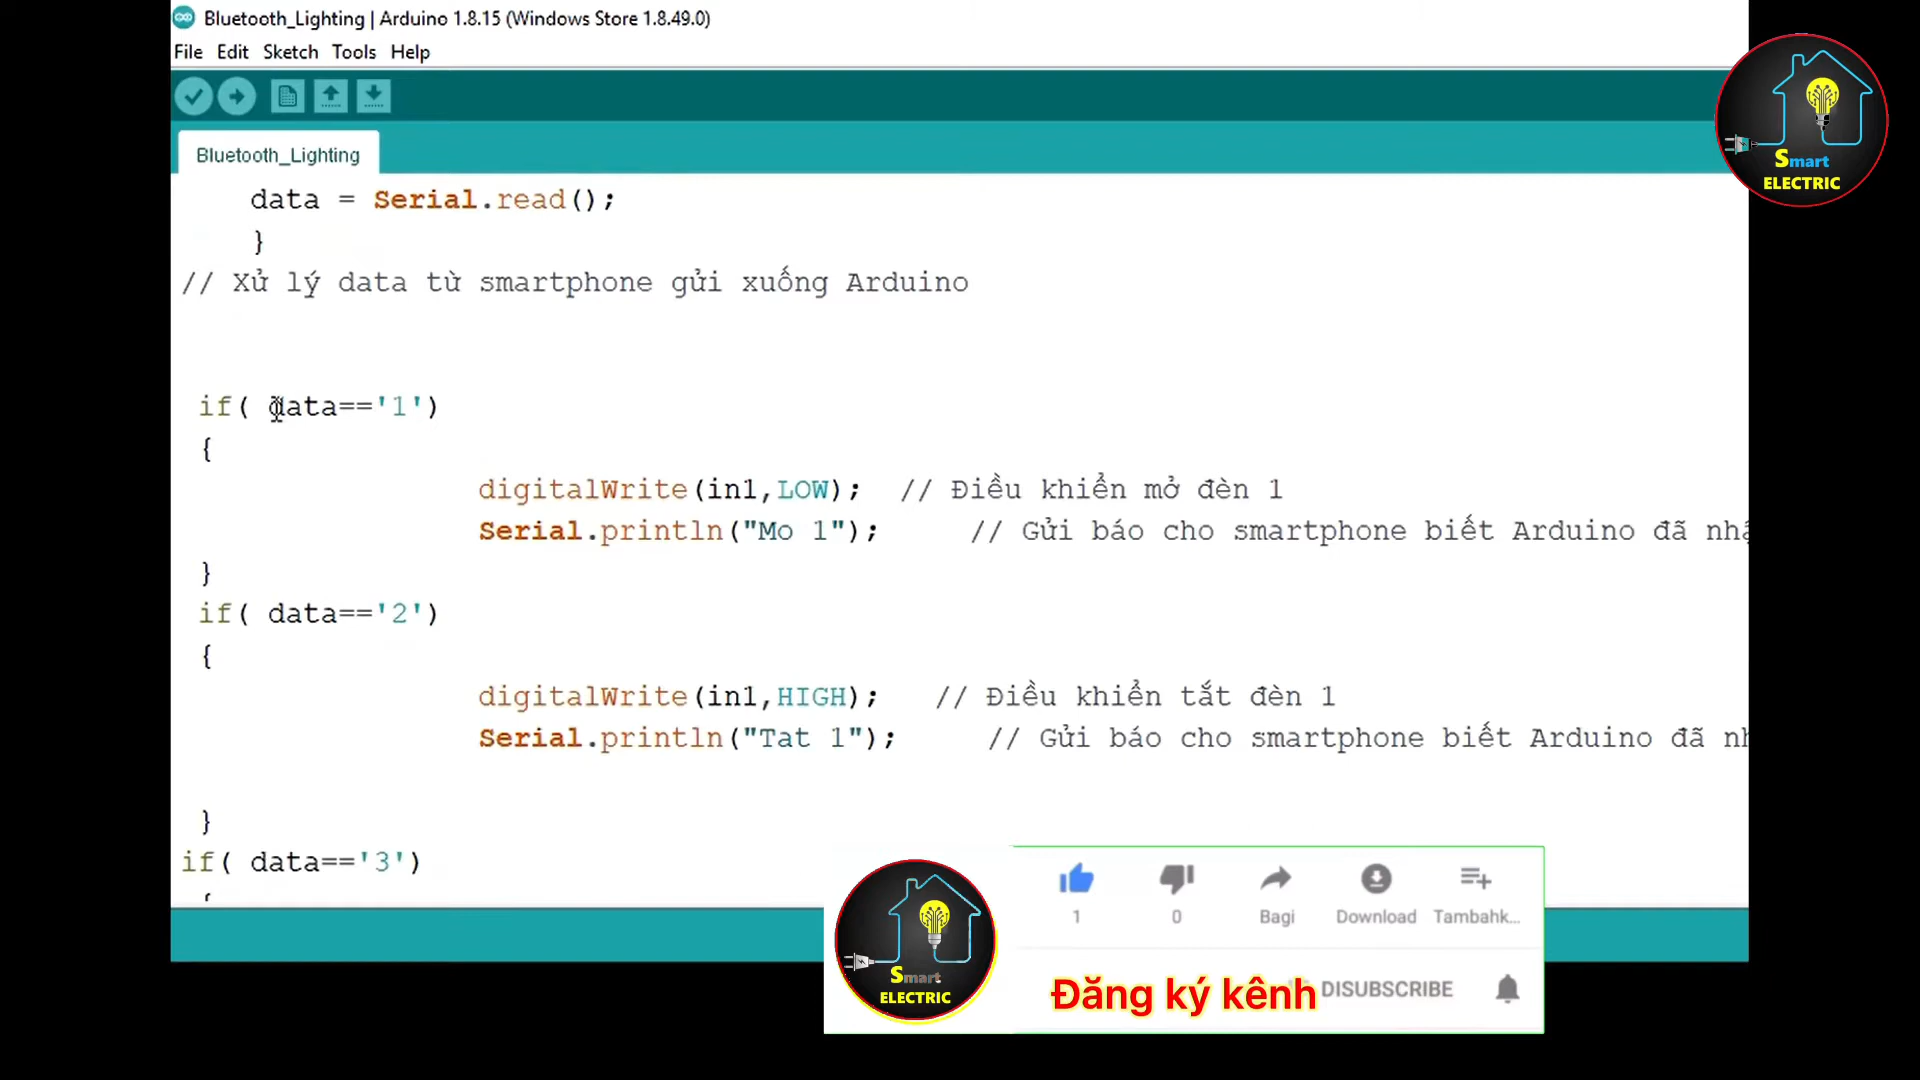 Bluetooth_Lighting | Arduino 1.8.15 (Windows Store 1.8.49.0)
File Edit Sketch Tools Help
Bluetooth_Lighting
Smart
ELECTRIC
data = Serial.read();
}
// Xử lý data từ smartphone gửi xuống Arduino
if( data=='1')
{
digitalWrite(in1,LOW); // Điều khiển mở đèn 1
Serial.println("Mo 1"); // Gửi báo cho smartphone biết Arduino đã
}
if( data=='2')
{
digitalWrite(in1,HIGH); // Điều khiển tắt đèn 1
Serial.println("Tat 1"); // Gửi báo cho smartphone biết Arduino đã
}
if( data=='3')
1 0 Bagi Download Tambahk...
Smart
ELECTRIC
Đăng ký kênh DISUBSCRIBE